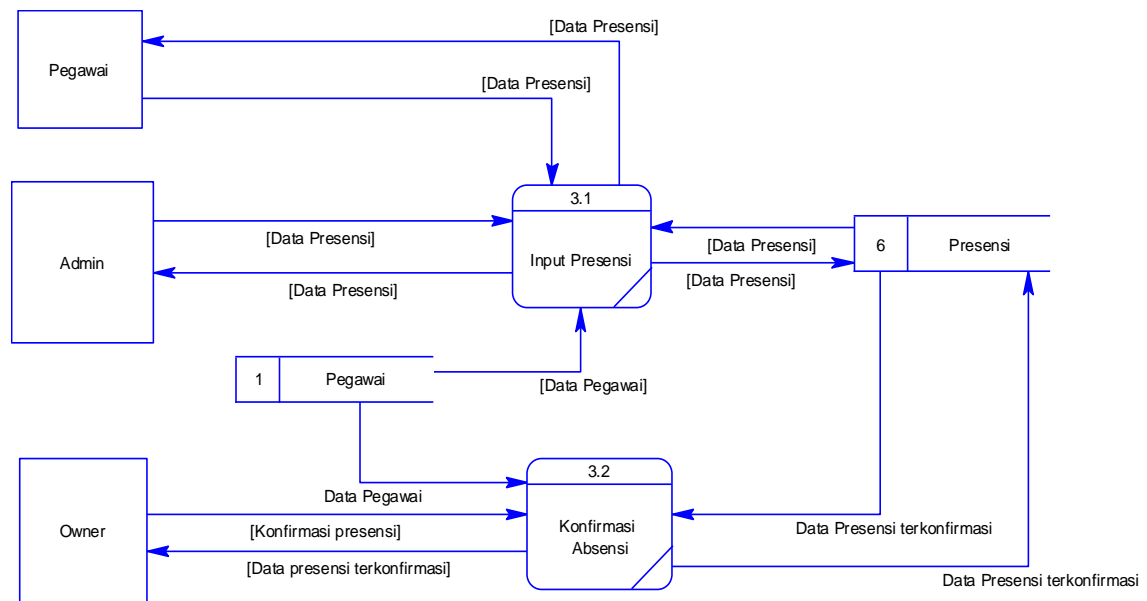 [Data Presensi]
Pegawai
[Data Presensi]
3.1
Input Presensi
Admin
[Data Presensi]
[Data Presensi]
[Data Presensi]
[Data Presensi]
6
Presensi
1
Pegawai
[Data Pegawai]
3.2
Konfirmasi
Absensi
Owner
Data Pegawai
[Konfirmasi presensi]
[Data presensi terkonfirmasi]
Data Presensi terkonfirmasi
Data Presensi terkonfirmasi